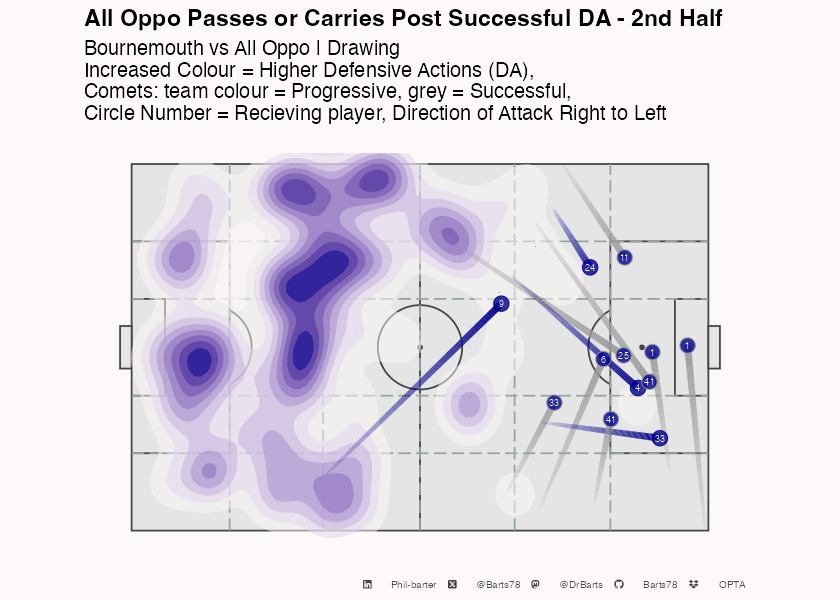 All Oppo Passes or Carries Post Successful DA - 2nd Half
Bournemouth vs All Oppo | Drawing
Increased Colour = Higher Defensive Actions (DA),
Comets: team colour = Progressive, grey = Successful,
Circle Number = Recieving player, Direction of Attack Right to Left
11
24
9
1
1
25
6
41
4
33
41
33
Phil-barter @Barts78 @DrBarts Barts78 OPTA